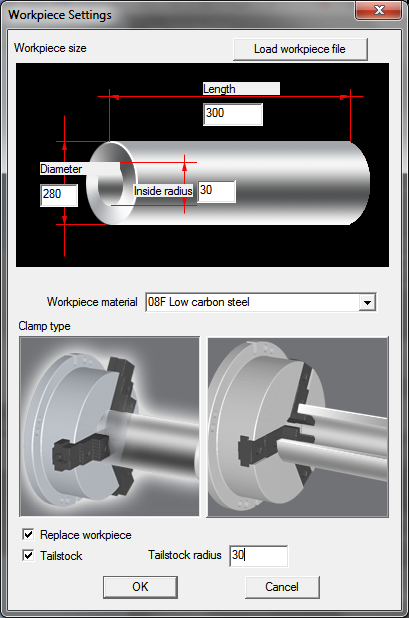 Workpiece Settings
Workpiece size
Load workpiece file
Length
300
Diameter
280
Inside radius
30
Workpiece material
08F Low carbon steel
Clamp type
Replace workpiece
Tailstock
Tailstock radius
30
OK
Cancel